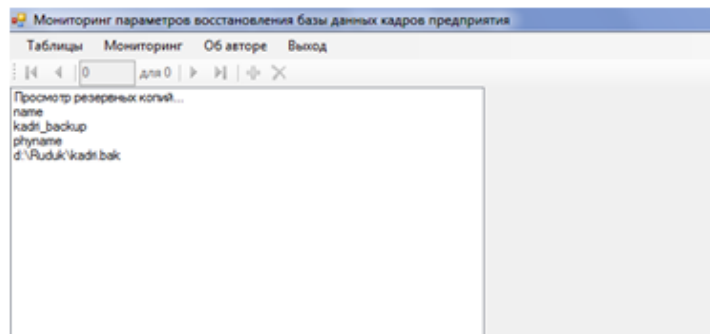 Мониторинг параметров восстановления базы данных кадров предприятия
Таблицы Мониторинг Об авторе Выход
0 для 0
Просмотр резервных копий...
name
kadri_backup
phyname
d:\Ruduk\kadri.bak